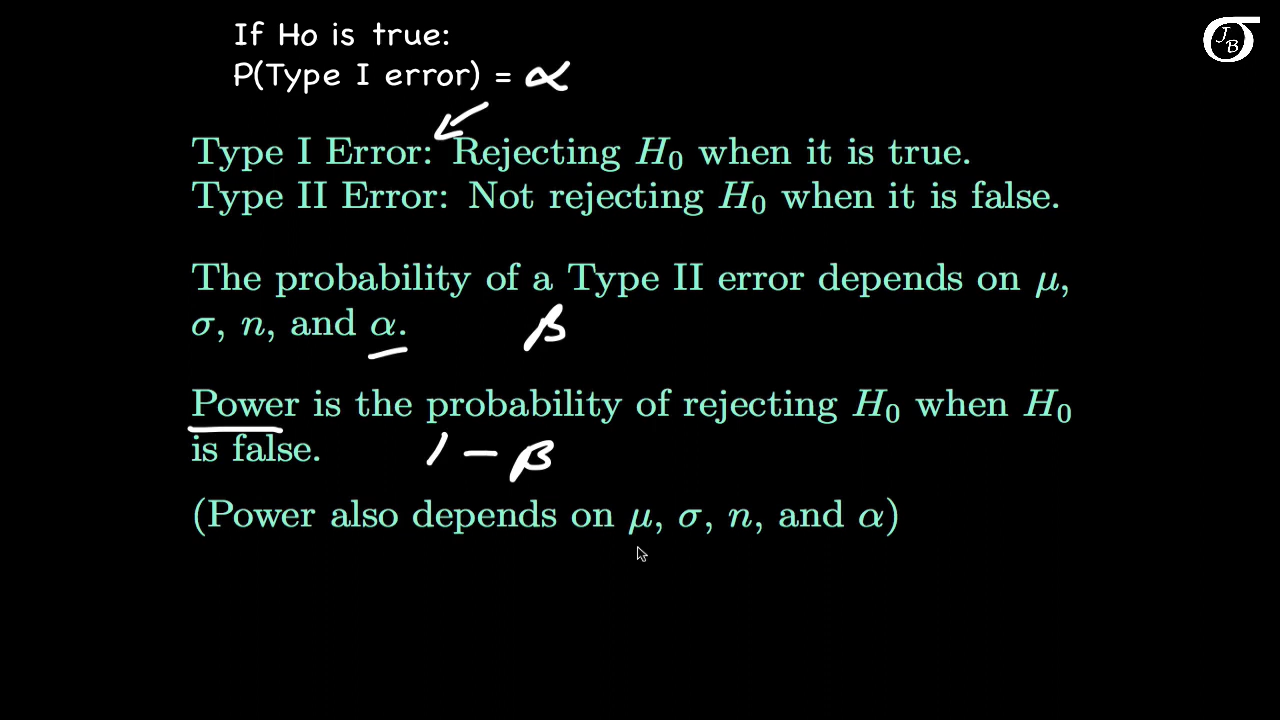 If Ho is true:
P(Type I error) = α
Type I Error: Rejecting H₀ when it is true.
Type II Error: Not rejecting H₀ when it is false.
The probability of a Type II error depends on μ,
σ, n, and α.
β
Power is the probability of rejecting H₀ when H₀
is false.
1 − β
(Power also depends on μ, σ, n, and α)
JB